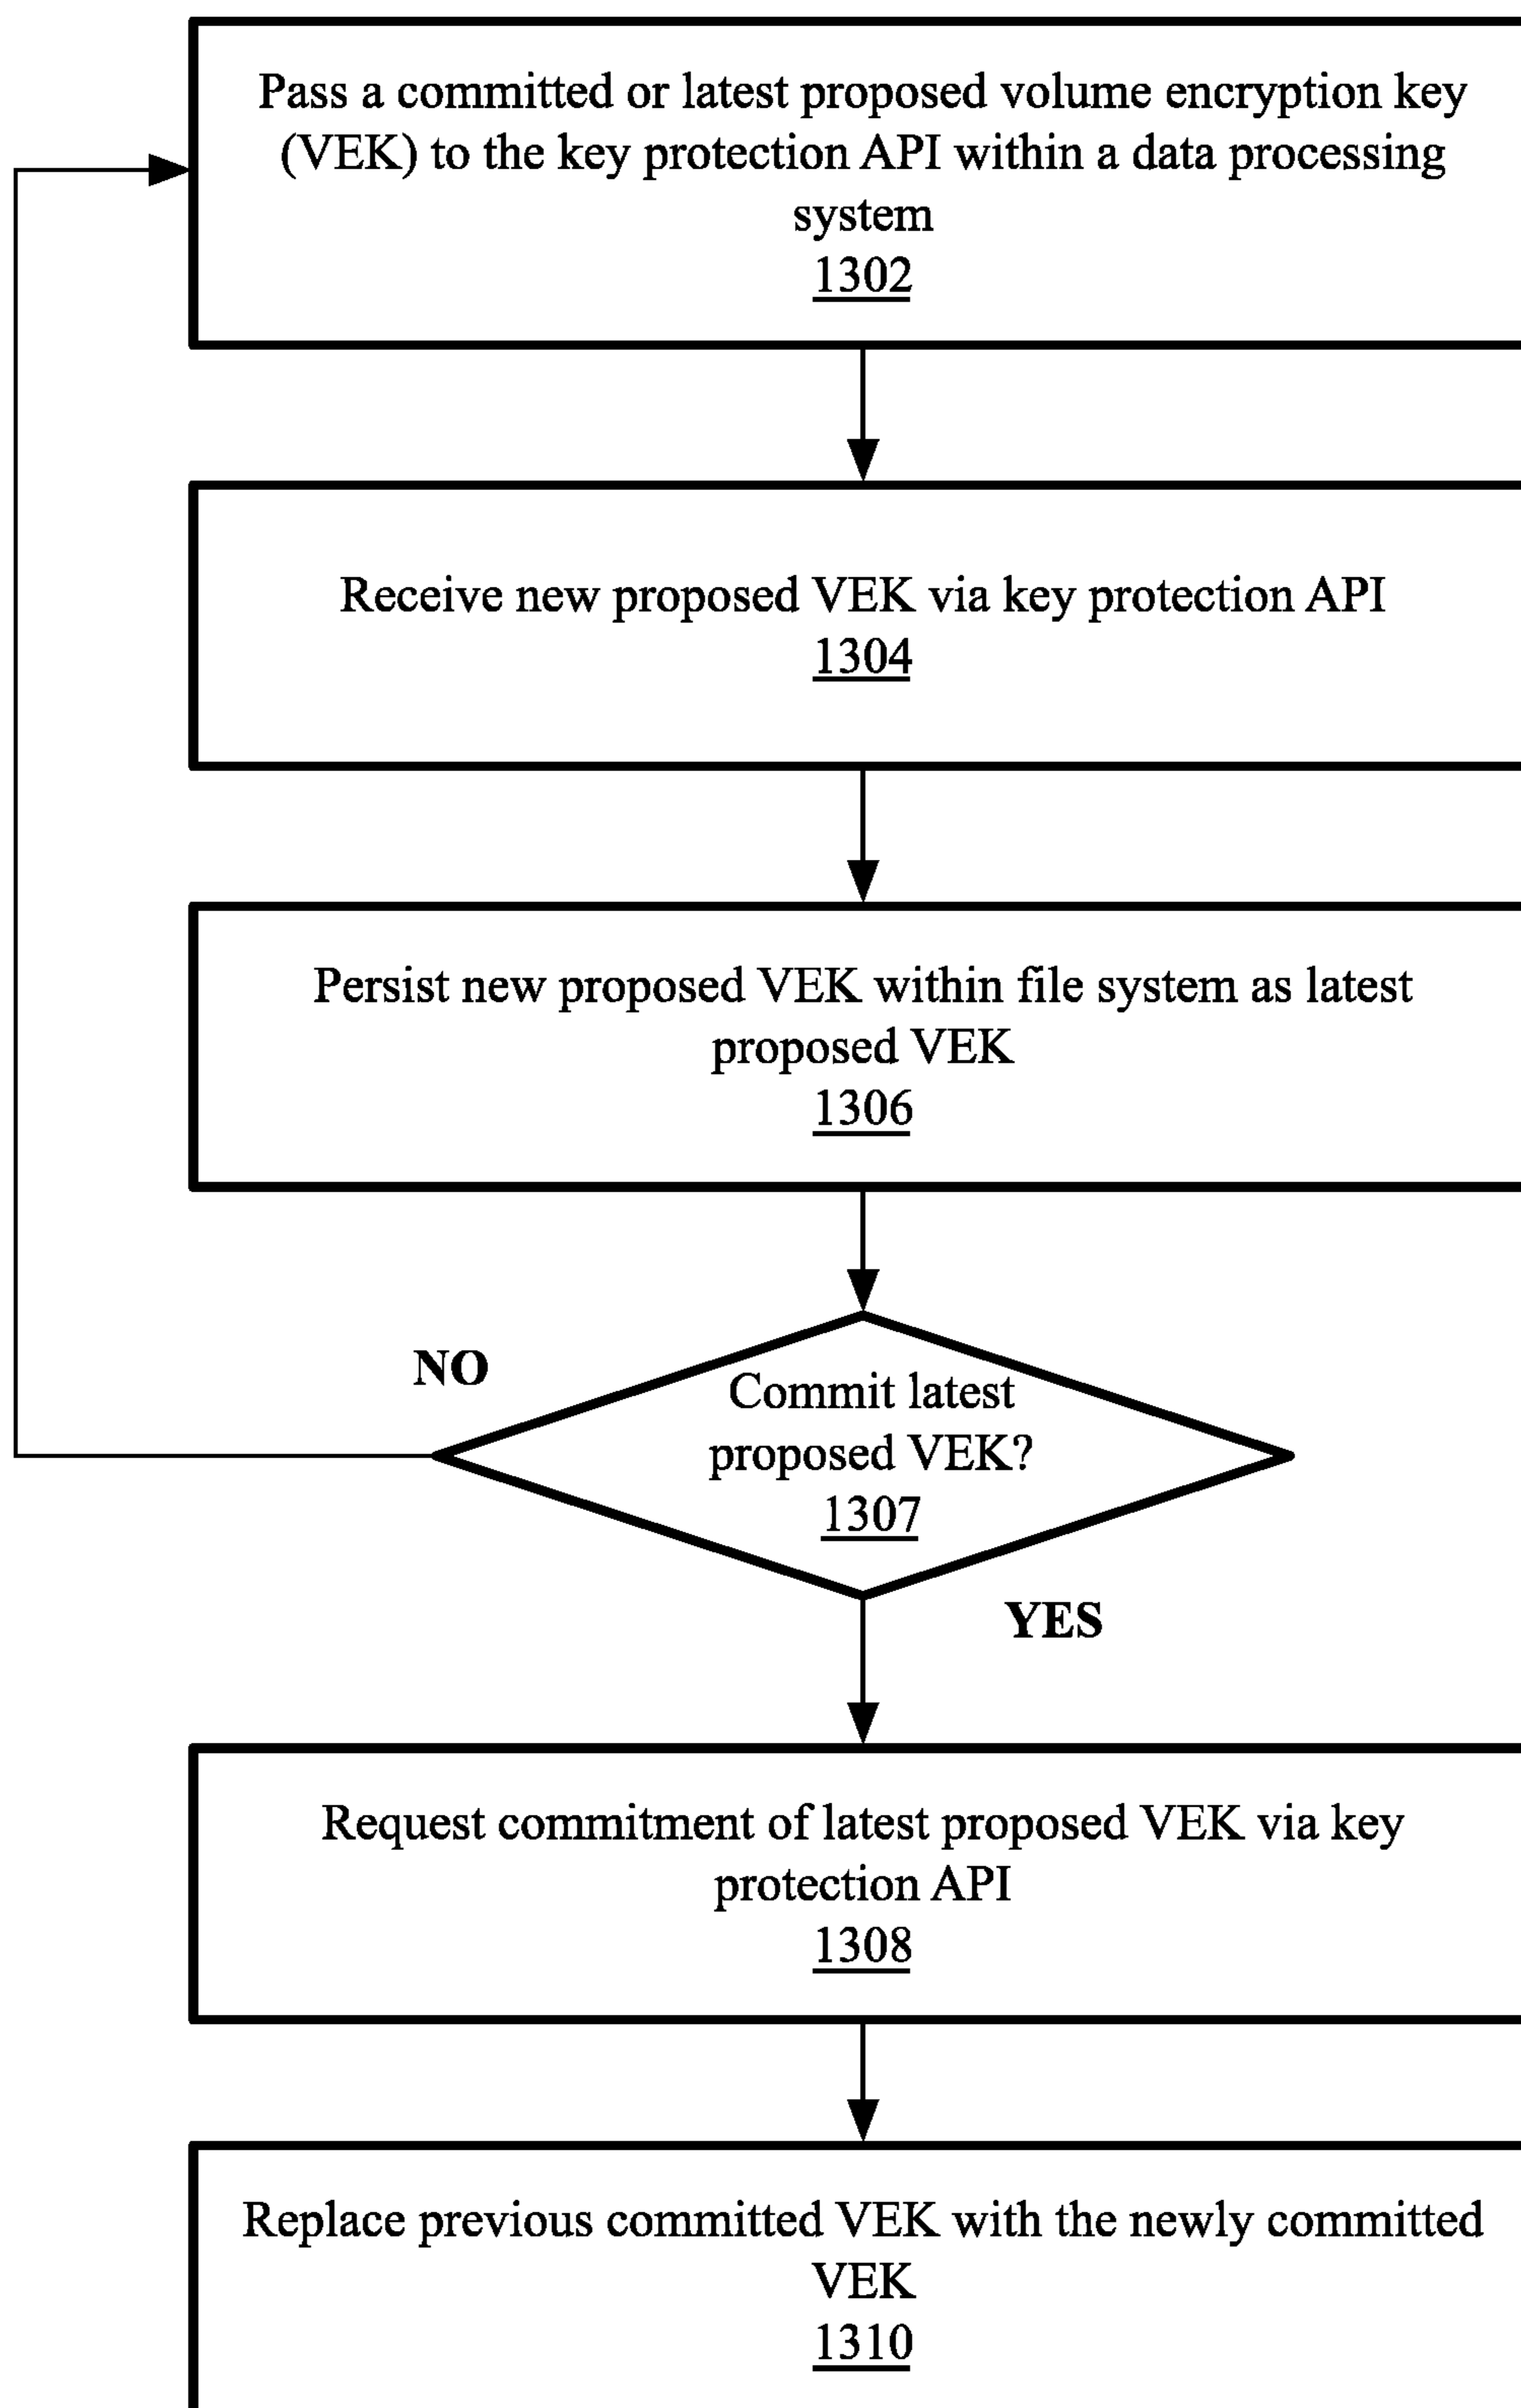 Pass a committed or latest proposed volume encryption key
(VEK) to the key protection API within a data processing
system
1302
Receive new proposed VEK via key protection API
1304
Persist new proposed VEK within file system as latest
proposed VEK
1306
NO
Commit latest
proposed VEK?
1307
YES
Request commitment of latest proposed VEK via key
protection API
1308
Replace previous committed VEK with the newly committed
VEK
1310